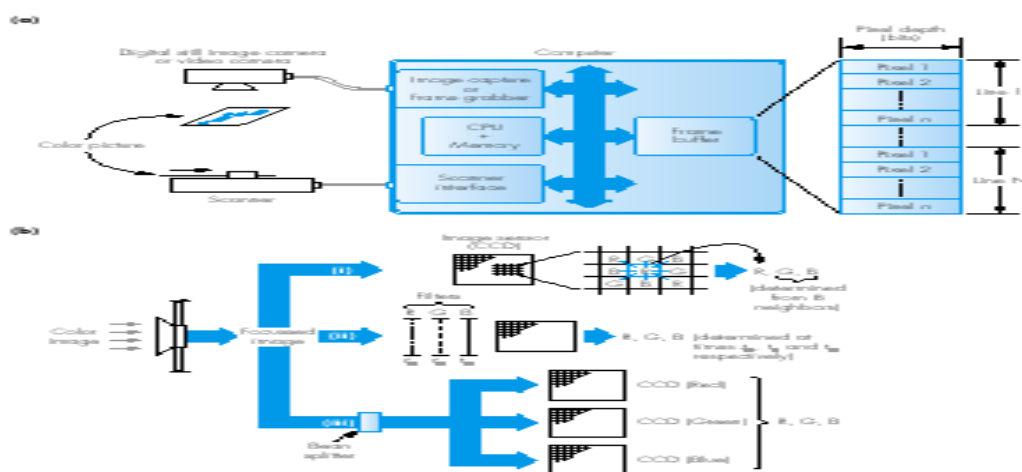 (a)
Digital still image camera
or video camera
Computer
Pixel depth
(bits)
Image capture
or
frame grabber
CPU
+
Memory
Scanner
interface
Frame
buffer
Color picture
Scanner
Pixel 1
Pixel 2
Pixel n
Line 1
Pixel 1
Pixel 2
Pixel n
Line N
(b)
Image sensor
(CCD)
(i)
R G B
B R G
G B R
R, G, B
(determined
from 8
neighbors)
Color
Image
Focused
image
(ii)
Filters
R G B
R, G, B (determined at
times
and
respectively)
(iii)
Beam
splitter
CCD (Red)
CCD (Green)
CCD (Blue)
R, G, B